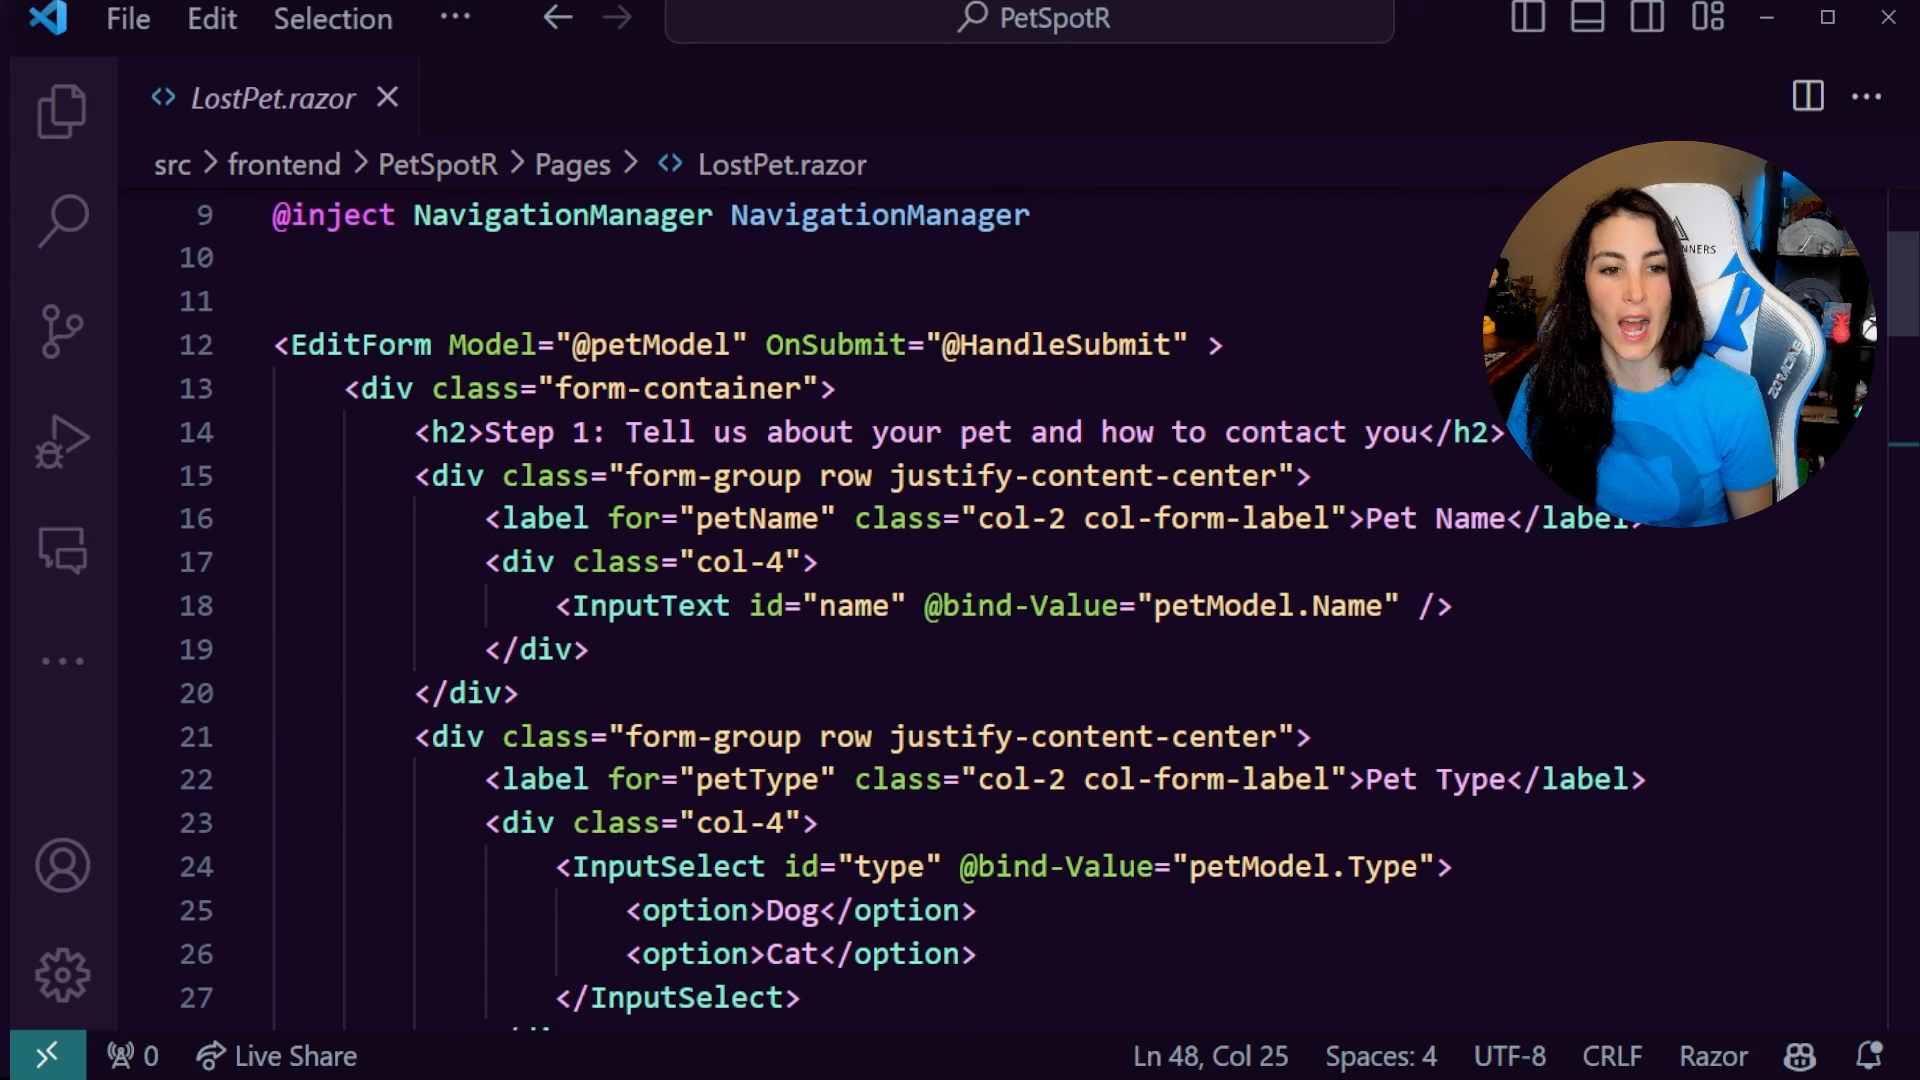 File Edit Selection ··· PetSpotR
LostPet.razor
src > frontend > PetSpotR > Pages > LostPet.razor
9 @inject NavigationManager NavigationManager
10
11
12 <EditForm Model="@petModel" OnSubmit="@HandleSubmit" >
13 <div class="form-container">
14 <h2>Step 1: Tell us about your pet and how to contact you</h2>
15 <div class="form-group row justify-content-center">
16 <label for="petName" class="col-2 col-form-label">Pet Name</label>
17 <div class="col-4">
18 <InputText id="name" @bind-Value="petModel.Name" />
19 </div>
20 </div>
21 <div class="form-group row justify-content-center">
22 <label for="petType" class="col-2 col-form-label">Pet Type</label>
23 <div class="col-4">
24 <InputSelect id="type" @bind-Value="petModel.Type">
25 <option>Dog</option>
26 <option>Cat</option>
27 </InputSelect>
0 Live Share Ln 48, Col 25 Spaces: 4 UTF-8 CRLF Razor